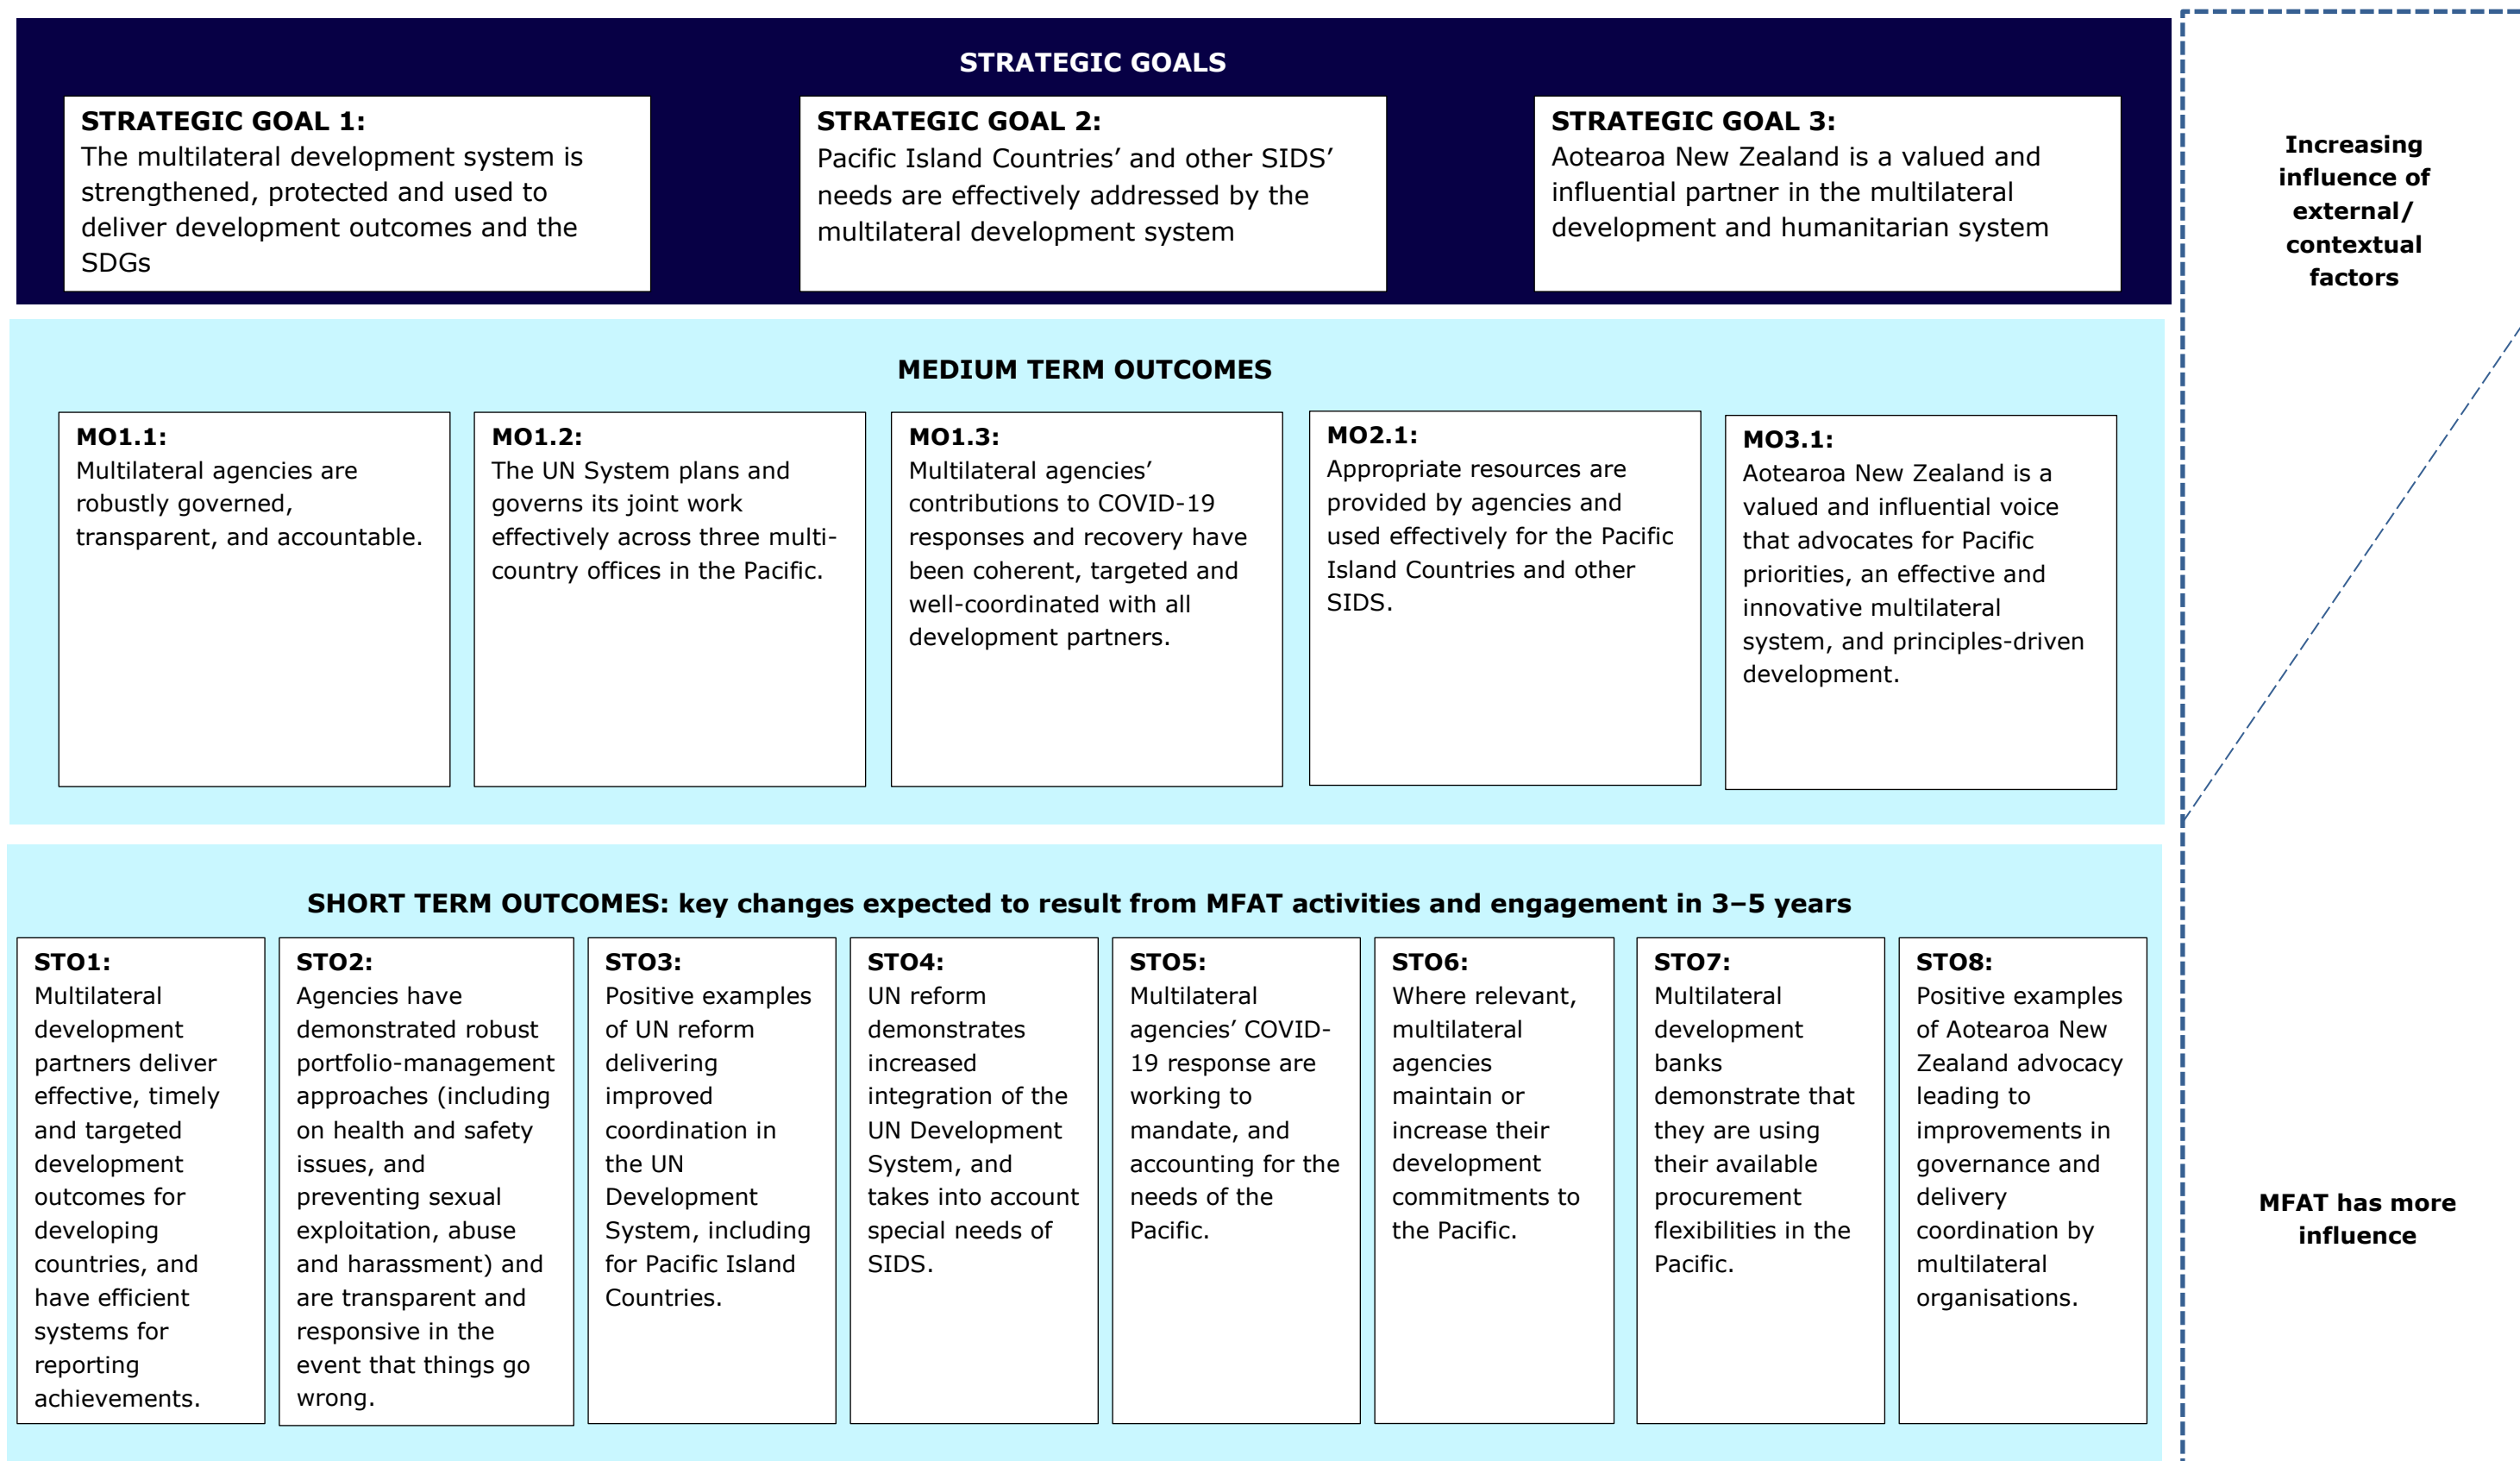 STRATEGIC GOALS
STRATEGIC GOAL 1:
The multilateral development system is
strengthened, protected and used to
deliver development outcomes and the
SDGs
STRATEGIC GOAL 2:
Pacific Island Countries’ and other SIDS’
needs are effectively addressed by the
multilateral development system
STRATEGIC GOAL 3:
Aotearoa New Zealand is a valued and
influential partner in the multilateral
development and humanitarian system
Increasing
influence of
external/
contextual
factors
MEDIUM TERM OUTCOMES
MO1.1:
Multilateral agencies are
robustly governed,
transparent, and accountable.
MO1.2:
The UN System plans and
governs its joint work
effectively across three multi-
country offices in the Pacific.
MO1.3:
Multilateral agencies’
contributions to COVID-19
responses and recovery have
been coherent, targeted and
well-coordinated with all
development partners.
MO2.1:
Appropriate resources are
provided by agencies and
used effectively for the Pacific
Island Countries and other
SIDS.
MO3.1:
Aotearoa New Zealand is a
valued and influential voice
that advocates for Pacific
priorities, an effective and
innovative multilateral
system, and principles-driven
development.
SHORT TERM OUTCOMES: key changes expected to result from MFAT activities and engagement in 3–5 years
STO1:
Multilateral
development
partners deliver
effective, timely
and targeted
development
outcomes for
developing
countries, and
have efficient
systems for
reporting
achievements.
STO2:
Agencies have
demonstrated robust
portfolio-management
approaches (including
on health and safety
issues, and
preventing sexual
exploitation, abuse
and harassment) and
are transparent and
responsive in the
event that things go
wrong.
STO3:
Positive examples
of UN reform
delivering
improved
coordination in
the UN
Development
System, including
for Pacific Island
Countries.
STO4:
UN reform
demonstrates
increased
integration of the
UN Development
System, and
takes into account
special needs of
SIDS.
STO5:
Multilateral
agencies’ COVID-
19 response are
working to
mandate, and
accounting for the
needs of the
Pacific.
STO6:
Where relevant,
multilateral
agencies
maintain or
increase their
development
commitments to
the Pacific.
STO7:
Multilateral
development
banks
demonstrate that
they are using
their available
procurement
flexibilities in the
Pacific.
STO8:
Positive examples
of Aotearoa New
Zealand advocacy
leading to
improvements in
governance and
delivery
coordination by
multilateral
organisations.
MFAT has more
influence